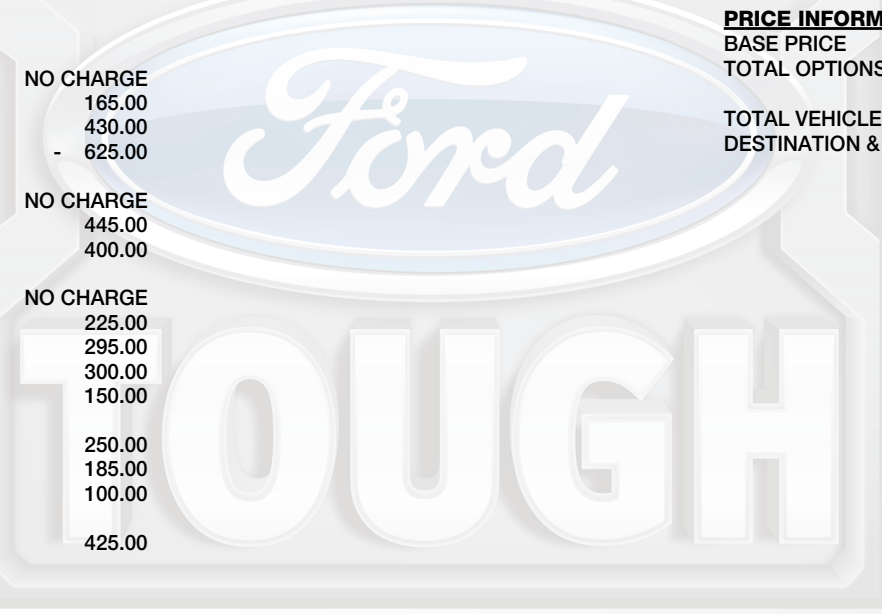 NO CHARGE
165.00
430.00
- 625.00
NO CHARGE
445.00
400.00
NO CHARGE
225.00
295.00
300.00
150.00
250.00
185.00
100.00
425.00
PRICE INFORM
BASE PRICE
TOTAL OPTIONS
TOTAL VEHICLE
DESTINATION &
Ford
TOUGH